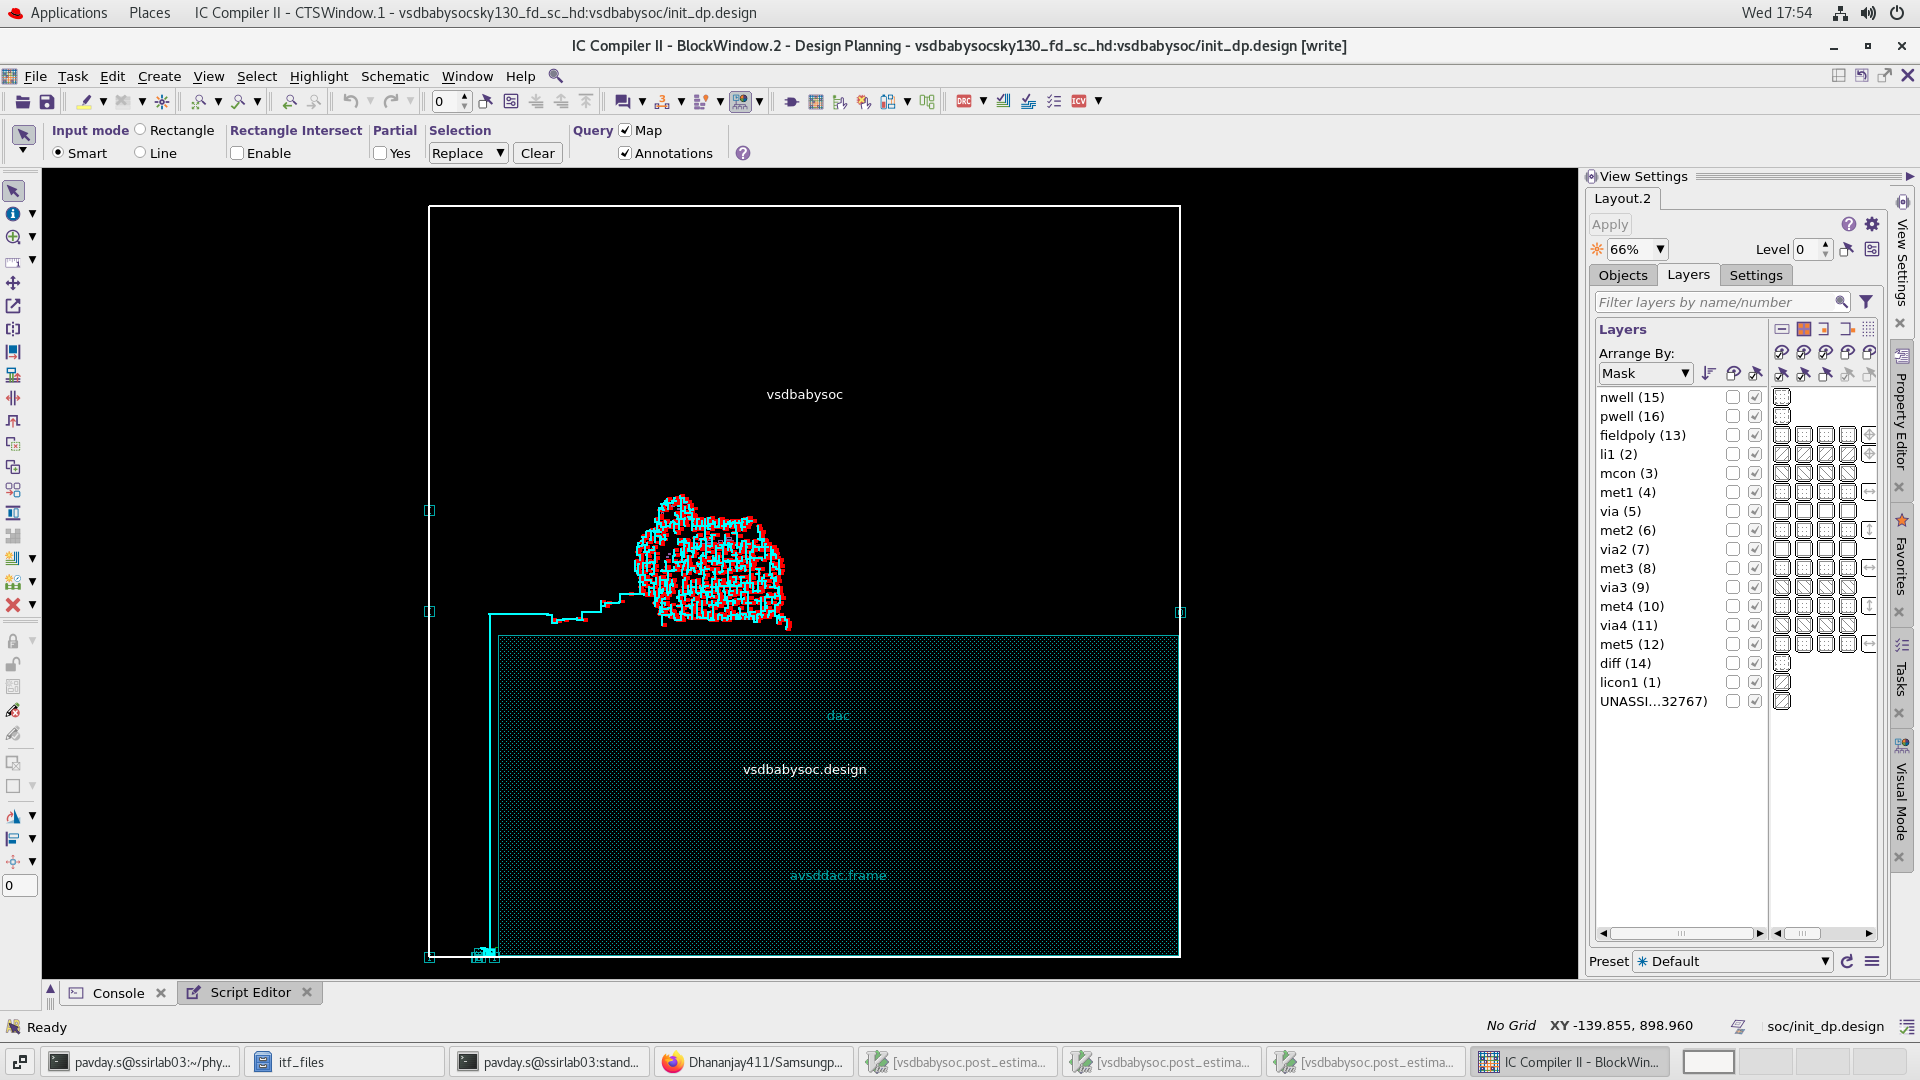 Applications Places IC Compiler II - CTSWindow.1 - vsdbabysocsky130_fd_sc_hd:vsdbabysoc/init_dp.design Wed 17:54
IC Compiler II - BlockWindow.2 - Design Planning - vsdbabysocsky130_fd_sc_hd:vsdbabysoc/init_dp.design [write]
File Task Edit Create View Select Highlight Schematic Window Help
0 DRC ICV
Input mode Rectangle Rectangle Intersect Partial Selection Query Map
Smart Line Enable Yes Replace Clear Annotations
View Settings
Layout.2
Apply
66% Level 0
Objects Layers Settings
Filter layers by name/number
Layers
Arrange By:
Mask
nwell (15)
pwell (16)
fieldpoly (13)
li1 (2)
mcon (3)
met1 (4)
via (5)
met2 (6)
via2 (7)
met3 (8)
via3 (9)
met4 (10)
via4 (11)
met5 (12)
diff (14)
licon1 (1)
UNASSI...32767)
Preset Default
View Settings
Property Editor
Favorites
Tasks
Visual Mode
vsdbabysoc
dac
vsdbabysoc.design
avsddac.frame
0
Console Script Editor
Ready No Grid XY -139.855, 898.960 soc/init_dp.design
pavday.s@ssirlab03:~/phy... itf_files pavday.s@ssirlab03:stand... Dhananjay411/Samsungp... [vsdbabysoc.post_estima... [vsdbabysoc.post_estima... [vsdbabysoc.post_estima... IC Compiler II - BlockWin...